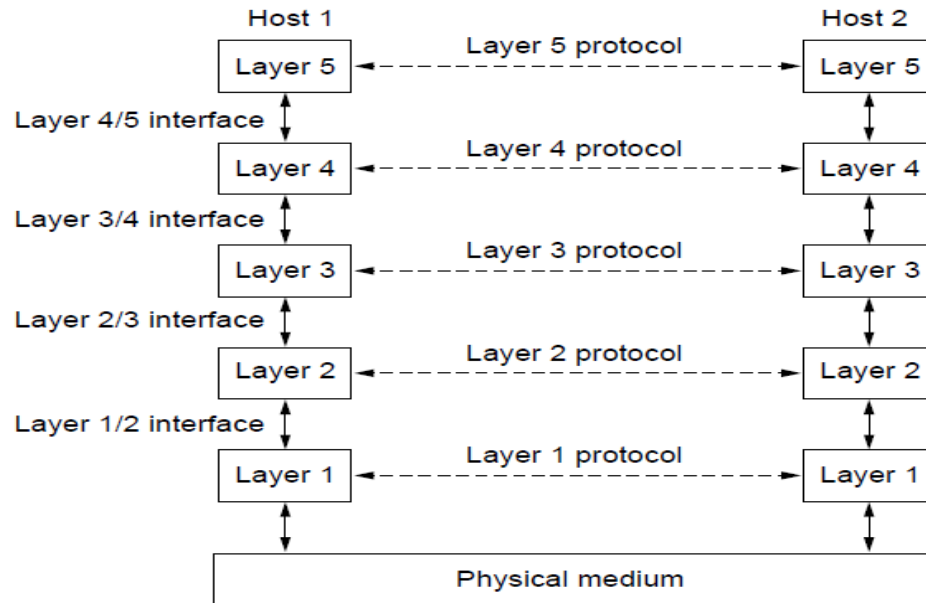 Host 1
Host 2
Layer 5 protocol
Layer 5
Layer 5
Layer 4/5 interface
Layer 4 protocol
Layer 4
Layer 4
Layer 3/4 interface
Layer 3 protocol
Layer 3
Layer 3
Layer 2/3 interface
Layer 2 protocol
Layer 2
Layer 2
Layer 1/2 interface
Layer 1 protocol
Layer 1
Layer 1
Physical medium